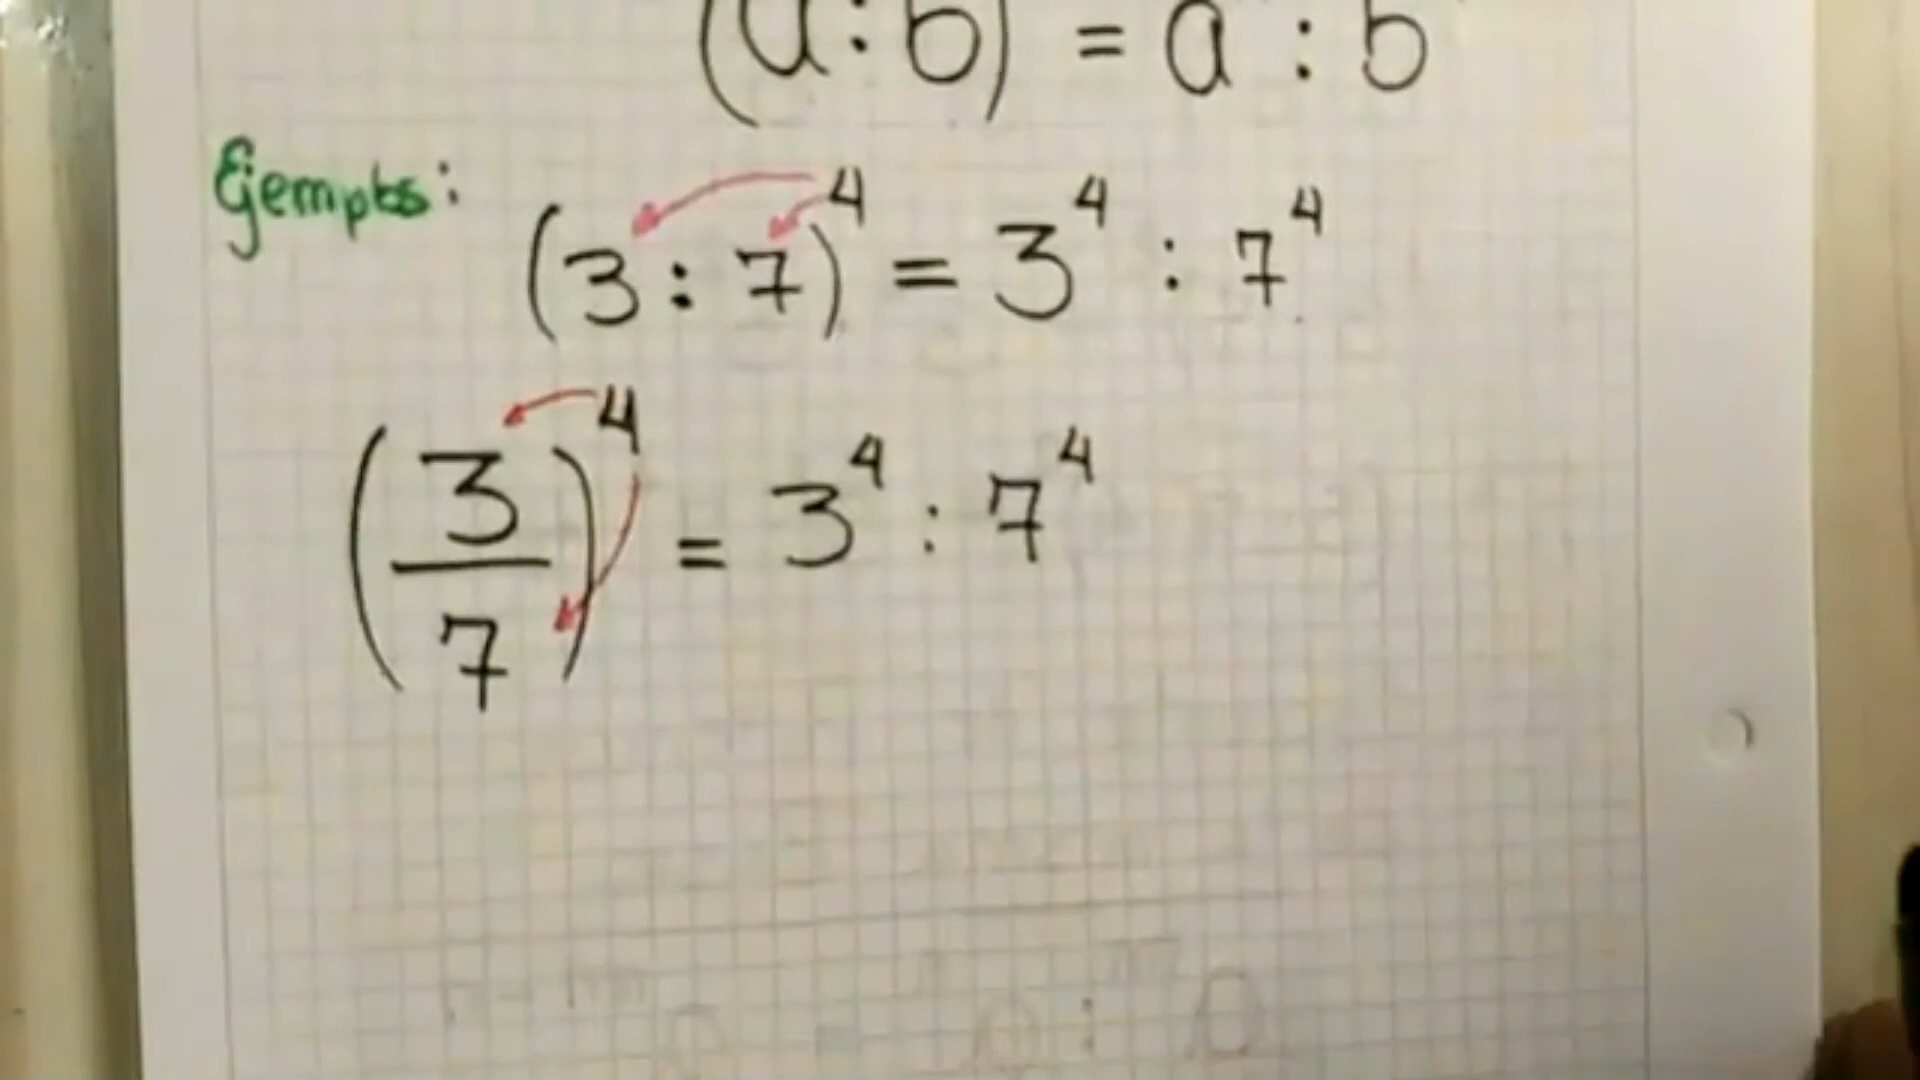 (a:b) = a : b
Ejemplos: (3:7)⁴ = 3⁴ : 7⁴
(3/7)⁴ = 3⁴ : 7⁴